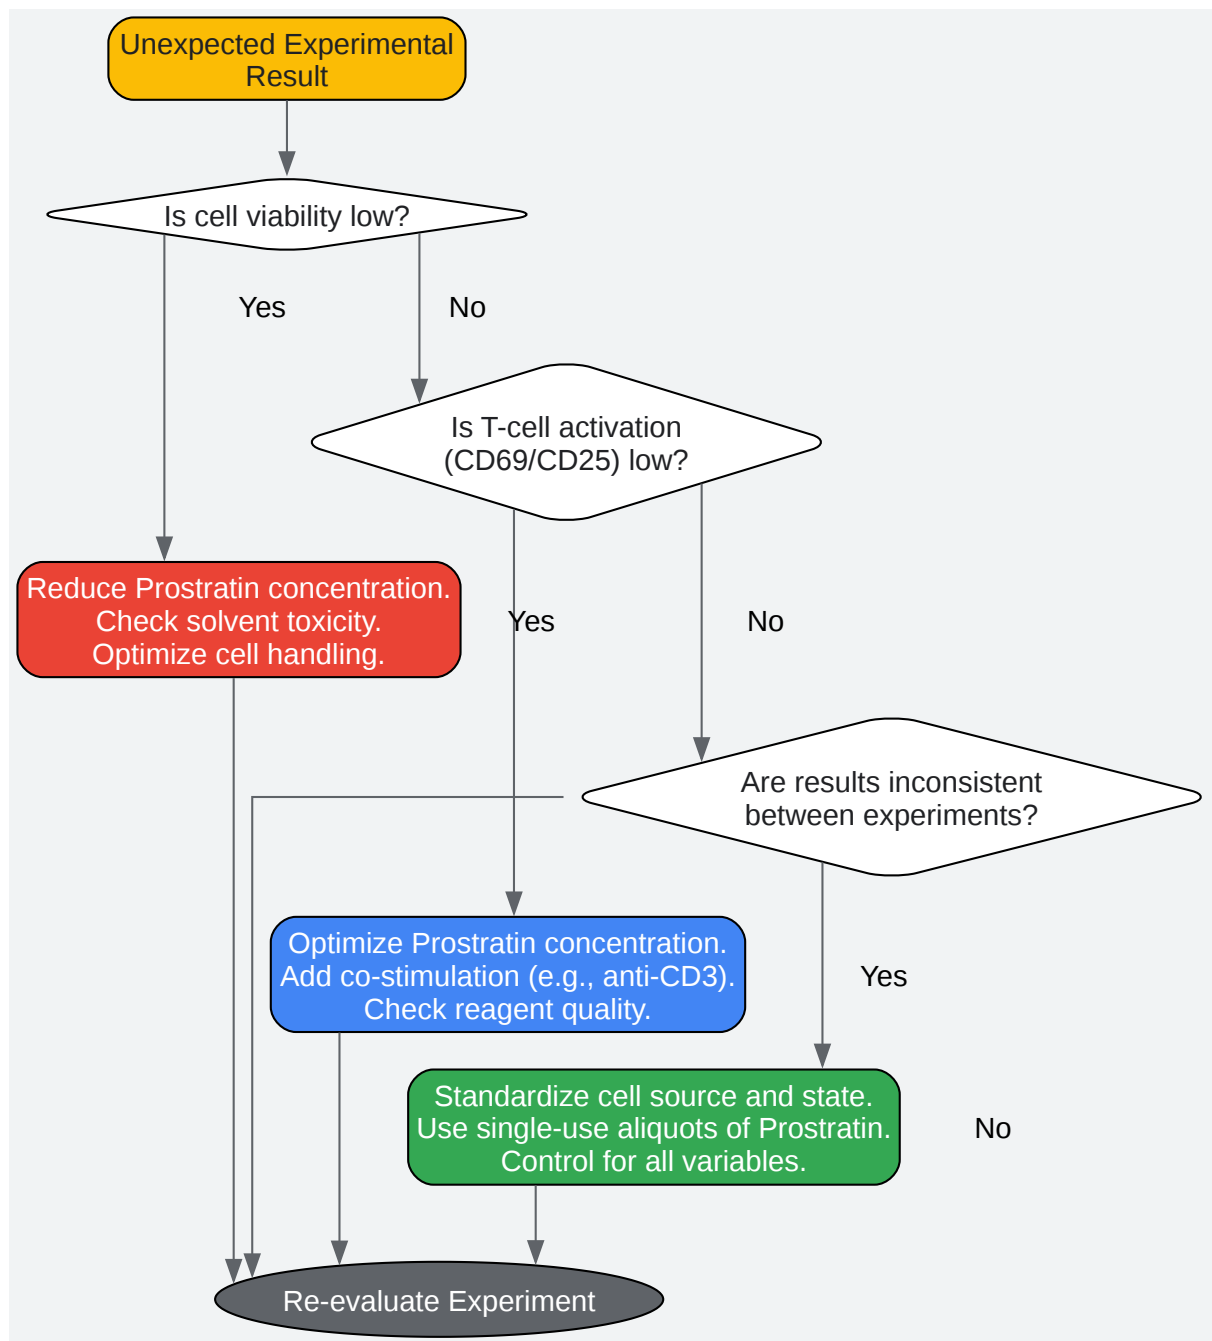 Unexpected Experimental
Result
Is cell viability low?
Yes
No
Is T-cell activation
(CD69/CD25) low?
Reduce Prostratin concentration.
Check solvent toxicity.
Optimize cell handling.
Yes
No
Are results inconsistent
between experiments?
Optimize Prostratin concentration.
Add co-stimulation (e.g., anti-CD3).
Check reagent quality.
Yes
Standardize cell source and state.
Use single-use aliquots of Prostratin.
Control for all variables.
No
Re-evaluate Experiment